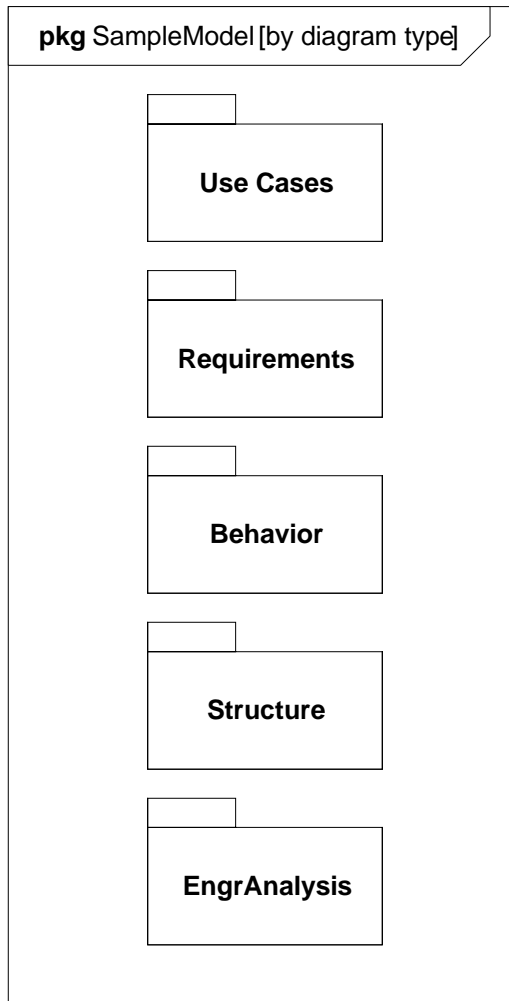 pkg SampleModel [by diagram type]
Use Cases
Requirements
Behavior
Structure
EngrAnalysis